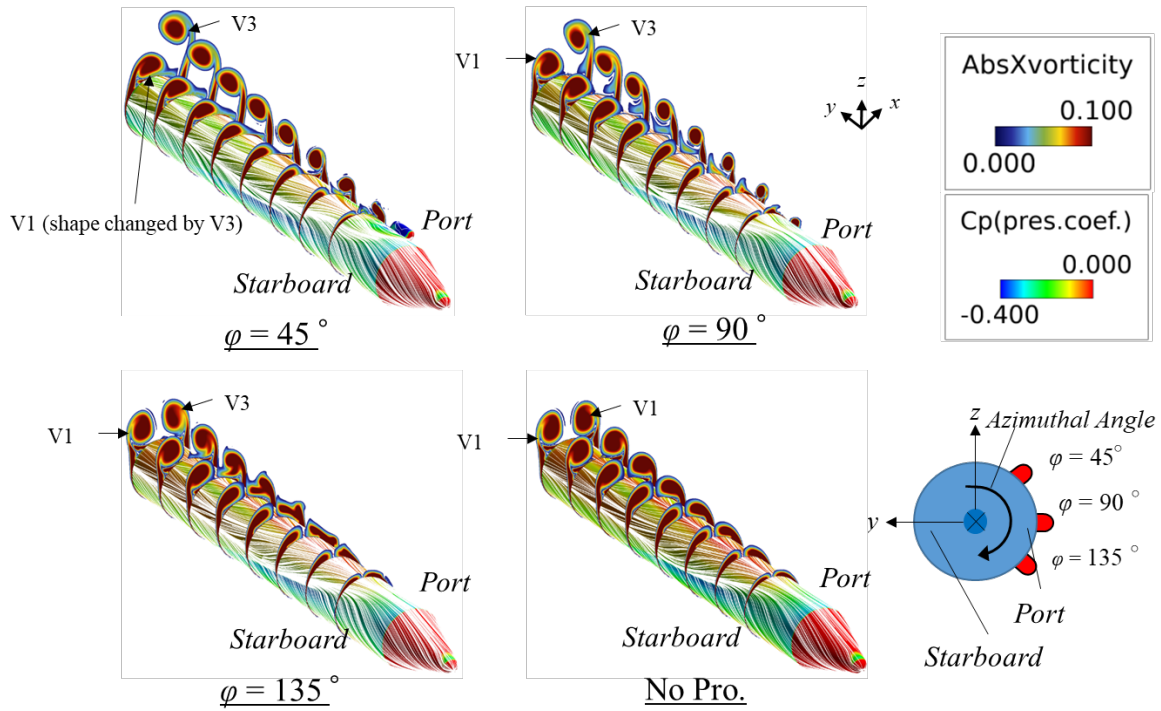 V3
V1 (shape changed by V3)
Port
Starboard
φ = 45 °
V3
V1
z
y
x
Port
Starboard
φ = 90 °
AbsXvorticity
0.100
0.000
Cp(pres.coef.)
0.000
-0.400
V3
V1
Port
Starboard
φ = 135 °
V1
V1
Port
Starboard
No Pro.
z
Azimuthal Angle
φ = 45°
y
φ = 90 °
φ = 135 °
Port
Starboard